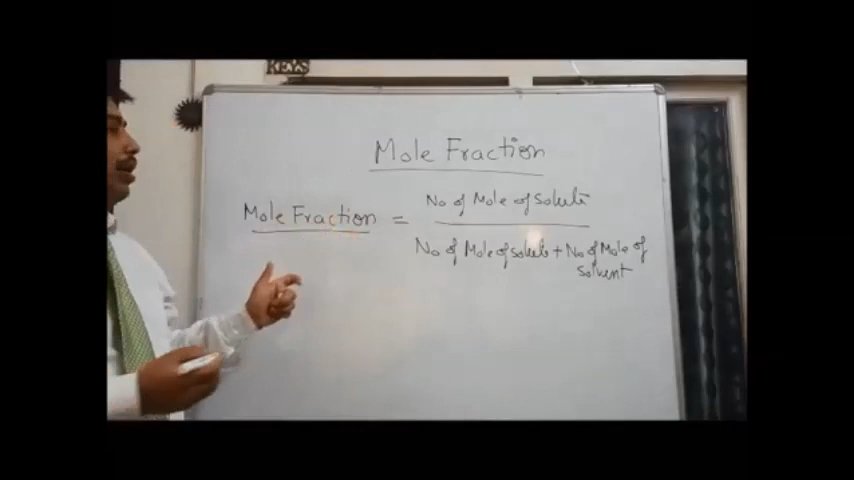 KEYS
Mole Fraction
No of Mole of Solute
Mole Fraction =
No of Mole of solute + No of Mole of
solvent